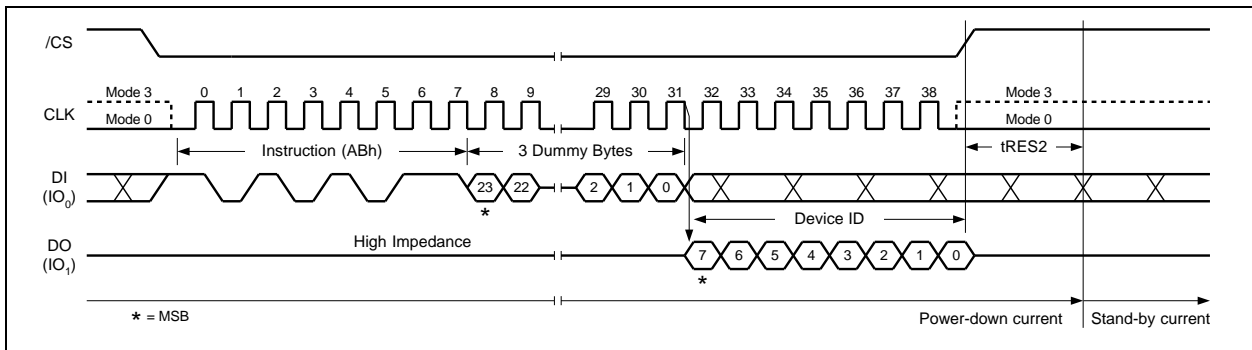 /CS
0 1 2 3 4 5 6 7 8 9 29 30 31 32 33 34 35 36 37 38
Mode 3 Mode 3
CLK
Mode 0 Mode 0
Instruction (ABh) 3 Dummy Bytes tRES2
DI
(IO0)
23 22 2 1 0
*
Device ID
High Impedance
DO
(IO1)
7 6 5 4 3 2 1 0
*
* = MSB
Power-down current Stand-by current